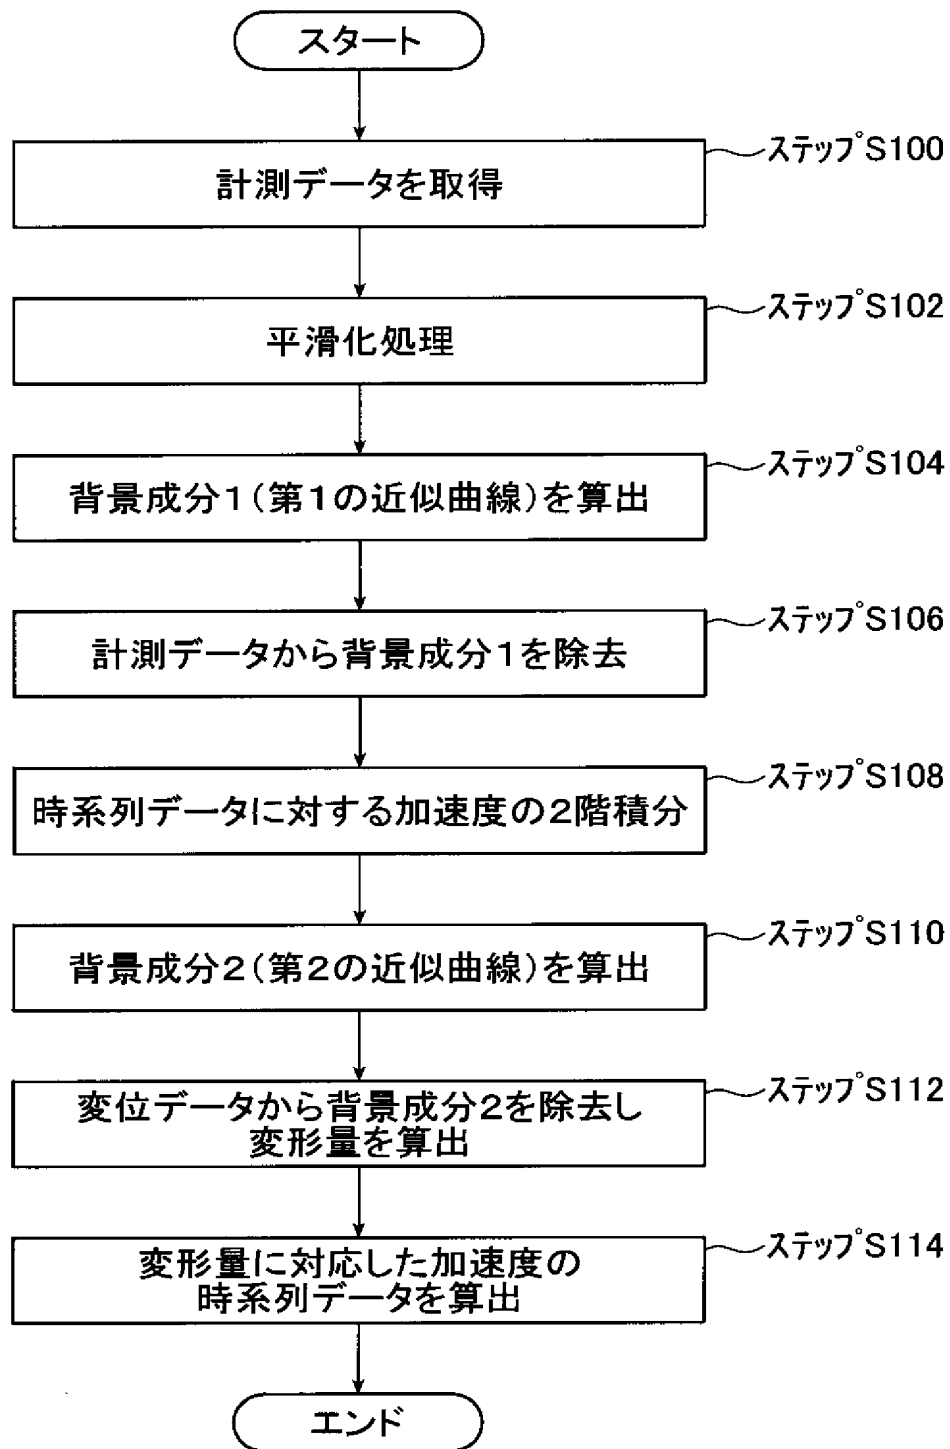 スタート
ステップS100
計測データを取得
ステップS102
平滑化処理
ステップS104
背景成分1(第1の近似曲線)を算出
ステップS106
計測データから背景成分1を除去
ステップS108
時系列データに対する加速度の2階積分
ステップS110
背景成分2(第2の近似曲線)を算出
ステップS112
変位データから背景成分2を除去し
変形量を算出
ステップS114
変形量に対応した加速度の
時系列データを算出
エンド